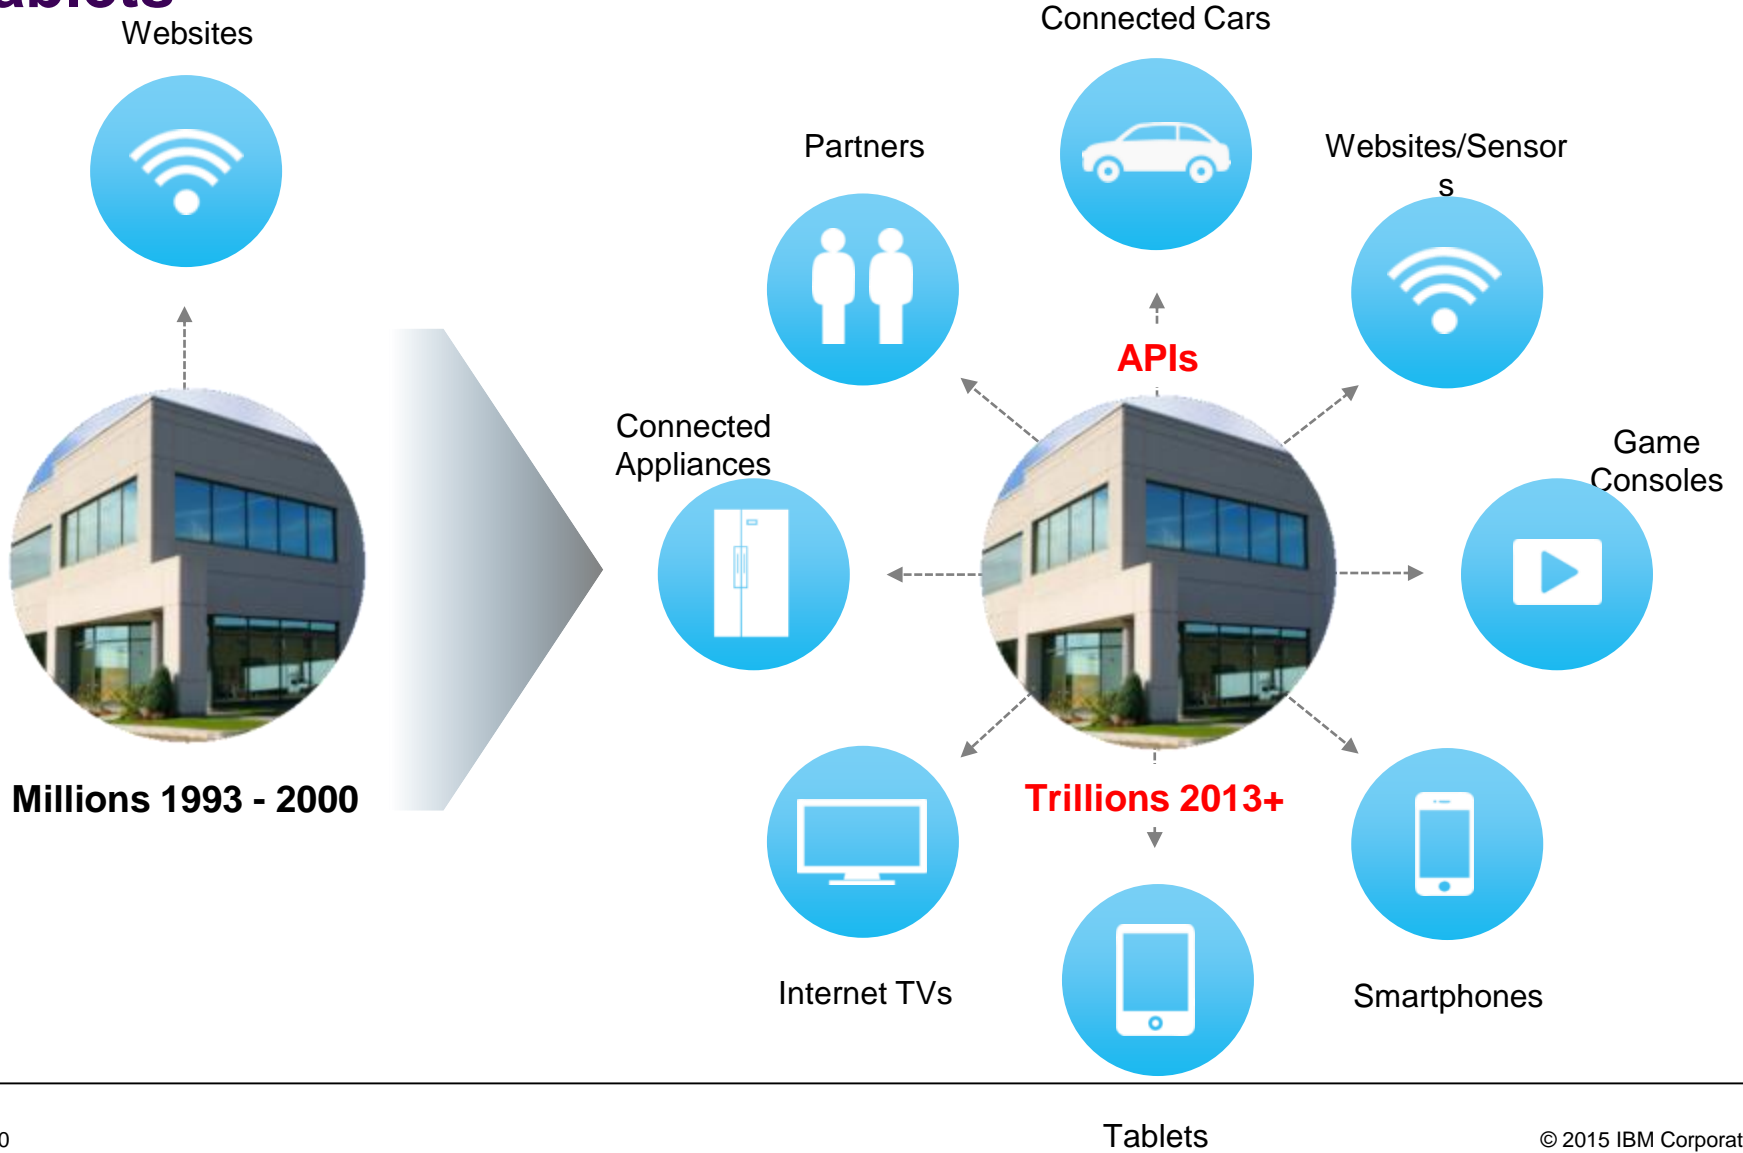 Websites
Connected Cars
Partners
Websites/Sensor
s
APIs
Connected
Appliances
Game
Consoles
Millions 1993 - 2000
Trillions 2013+
Internet TVs
Smartphones
Tablets
0
© 2015 IBM Corporat